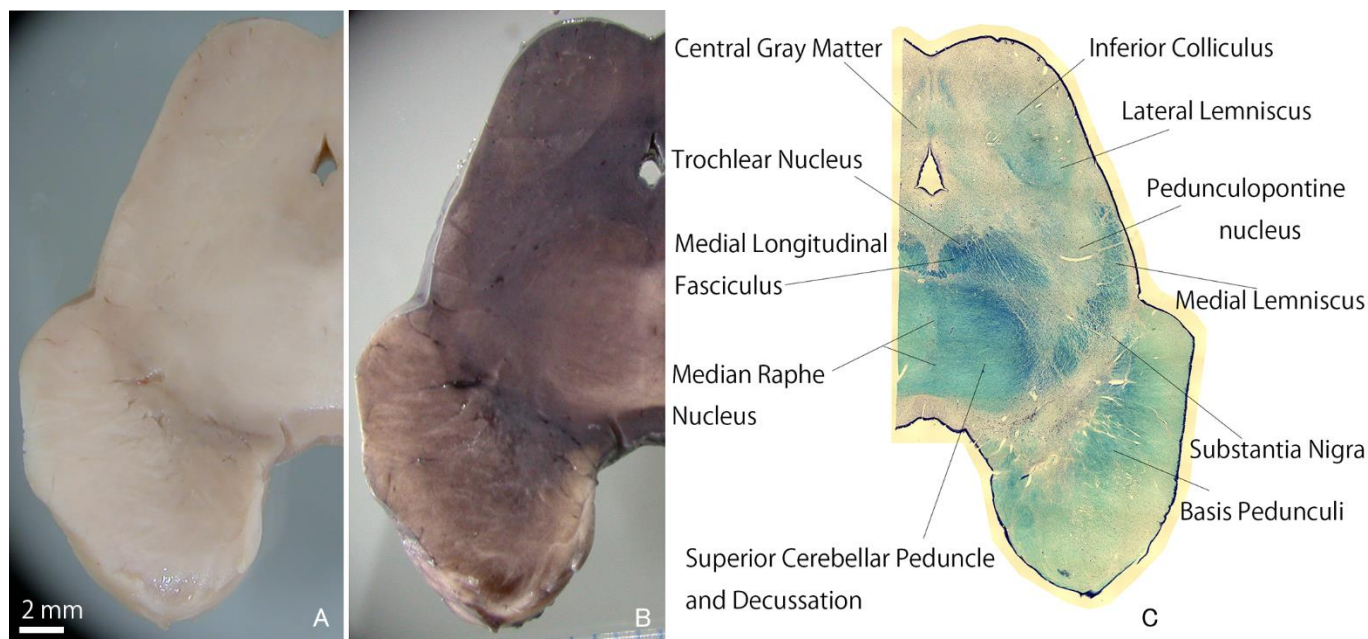 2 mm
A
B
Central Gray Matter
Trochlear Nucleus
Medial Longitudinal
Fasciculus
Median Raphe
Nucleus
Superior Cerebellar Peduncle
and Decussation
Inferior Colliculus
Lateral Lemniscus
Pedunculopontine
nucleus
Medial Lemniscus
Substantia Nigra
Basis Pedunculi
C